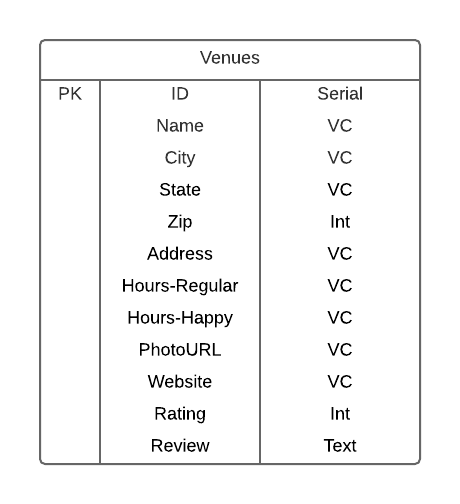 Venues
PK ID Serial
Name VC
City VC
State VC
Zip Int
Address VC
Hours-Regular VC
Hours-Happy VC
PhotoURL VC
Website VC
Rating Int
Review Text